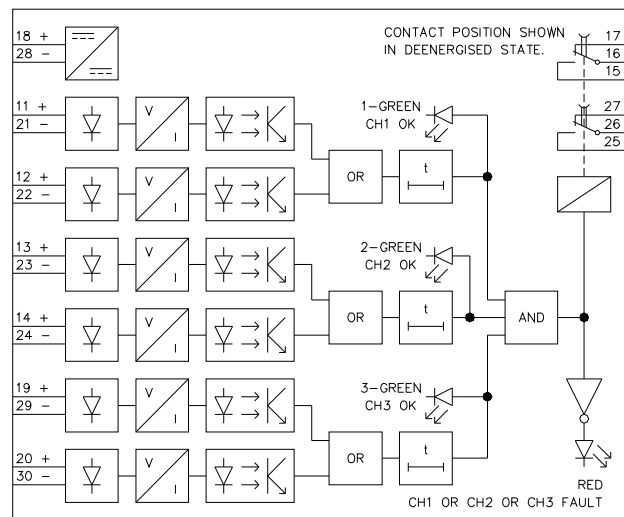 18 +
28 -
CONTACT POSITION SHOWN
IN DEENERGISED STATE.
17
16
15
11 +
21 -
V
I
1-GREEN
CH1 OK
27
26
25
OR
t
12 +
22 -
V
I
13 +
23 -
V
I
2-GREEN
CH2 OK
OR
t
AND
14 +
24 -
V
I
19 +
29 -
V
I
3-GREEN
CH3 OK
OR
t
20 +
30 -
V
I
RED
CH1 OR CH2 OR CH3 FAULT